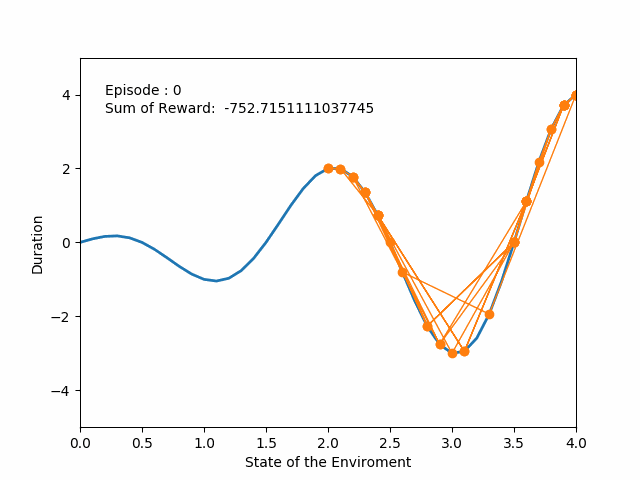 Episode : 0
Sum of Reward:  -752.7151111037745
Duration
4
2
0
−2
−4
0.0 0.5 1.0 1.5 2.0 2.5 3.0 3.5 4.0
State of the Enviroment